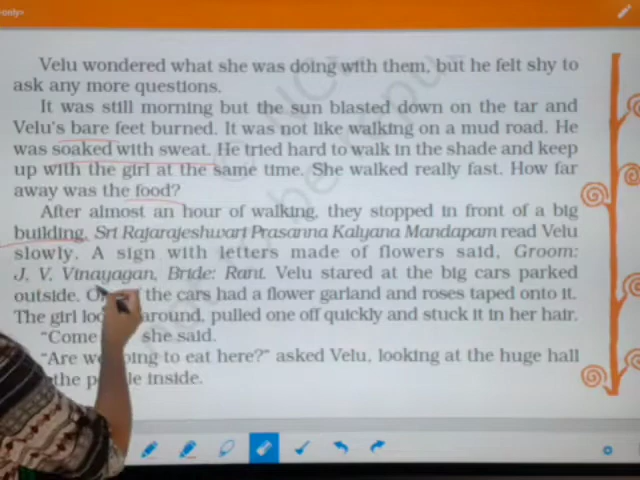 only>
Velu wondered what she was doing with them, but he felt shy to
ask any more questions.
It was still morning but the sun blasted down on the tar and
Velu's bare feet burned. It was not like walking on a mud road. He
was soaked with sweat. He tried hard to walk in the shade and keep
up with the girl at the same time. She walked really fast. How far
away was the food?
After almost an hour of walking, they stopped in front of a big
building. Sri Rajarajeshwari Prasanna Kalyana Mandapam read Velu
slowly. A sign with letters made of flowers said, Groom:
J. V. Vinayagan, Bride: Rani. Velu stared at the big cars parked
outside. the cars had a flower garland and roses taped onto it.
The girl around, pulled one off quickly and stuck it in her hair.
"Come she said.
"Are to eat here?" asked Velu, looking at the huge hall
the inside.